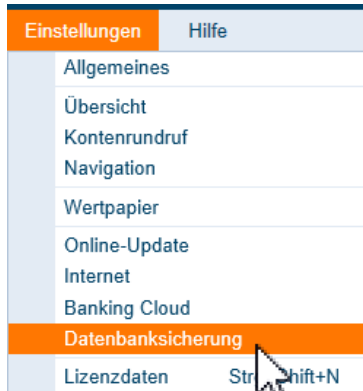 Einstellungen Hilfe
Allgemeines
Übersicht
Kontenrundruf
Navigation
Wertpapier
Online-Update
Internet
Banking Cloud
Datenbanksicherung
Lizenzdaten